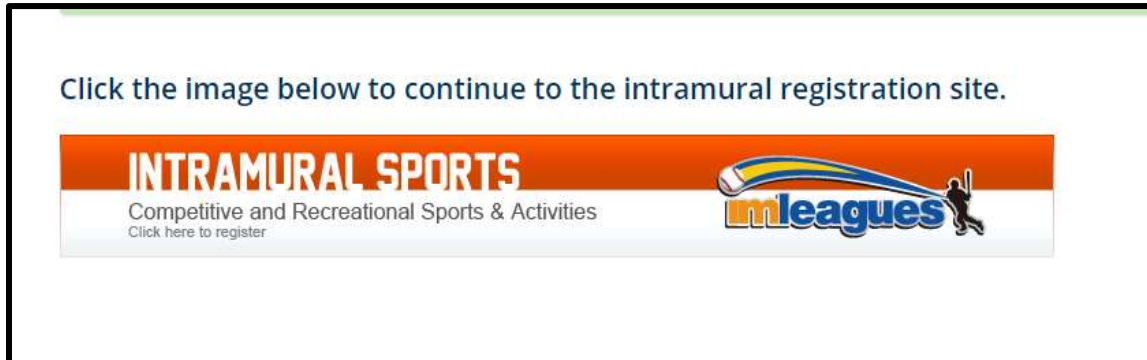 Click the image below to continue to the intramural registration site.
INTRAMURAL SPORTS
Competitive and Recreational Sports & Activities
Click here to register
imleagues